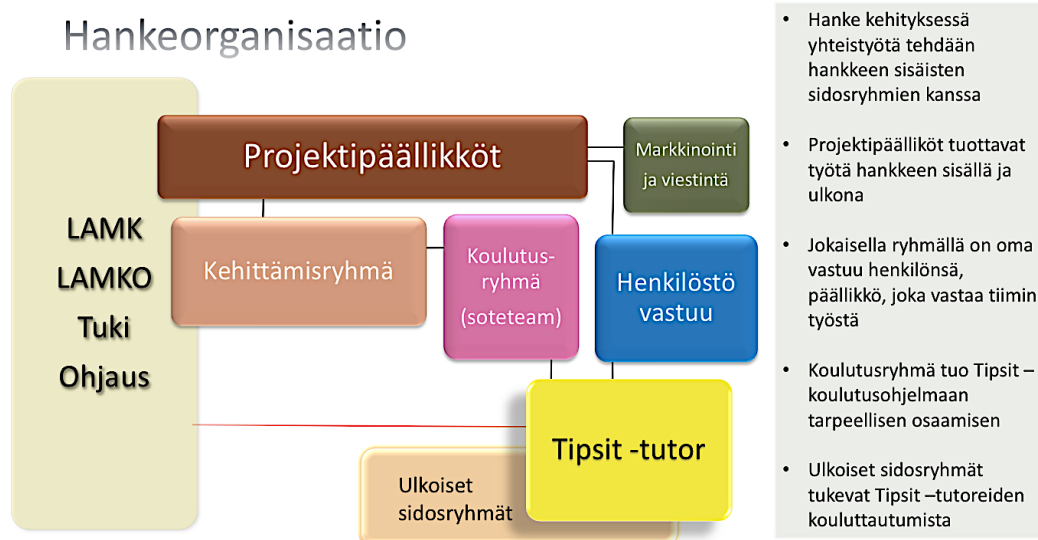 Hankeorganisaatio
Projektipäällikköt
Markkinointi
ja viestintä
LAMK
LAMKO
Tuki
Ohjaus
Kehittämisryhmä
Koulutus-
ryhmä
(soteteam)
Henkilöstö
vastuu
Tipsit -tutor
Ulkoiset
sidosryhmät
• Hanke kehityksessä
yhteistyötä tehdään
hankkeen sisäisten
sidosryhmien kanssa
• Projektipäälliköt tuottavat
työtä hankkeen sisällä ja
ulkona
• Jokaisella ryhmällä on oma
vastuu henkilönsä,
päällikkö, joka vastaa tiimin
työstä
• Koulutusryhmä tuo Tipsit –
koulutusohjelmaan
tarpeellisen osaamisen
• Ulkoiset sidosryhmät
tukevat Tipsit –tutoreiden
kouluttautumista